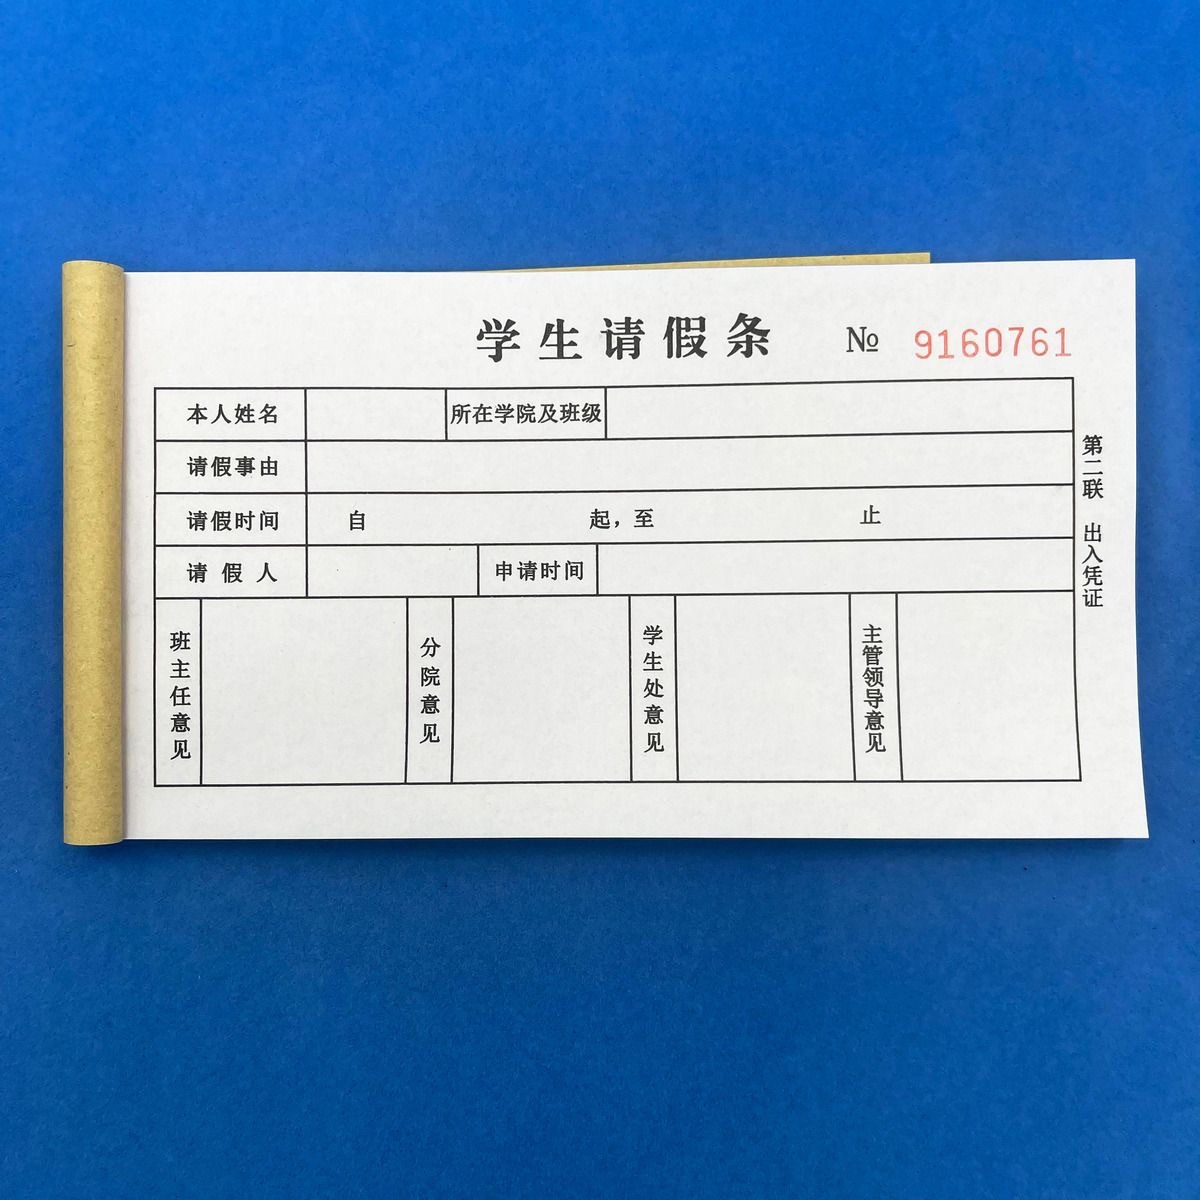 学生请假条 № 9160761
本人姓名 所在学院及班级
请假事由
请假时间 自 起，至 止
请假人 申请时间
班主任意见 分院意见 学生处意见 主管领导意见
第二联 出入凭证